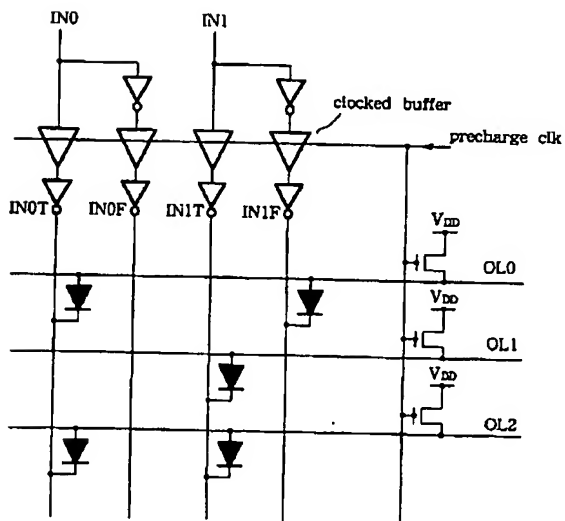 IN0 IN1
clocked buffer
precharge clk
IN0T IN0F IN1T IN1F
VDD
OL0
VDD
OL1
VDD
OL2